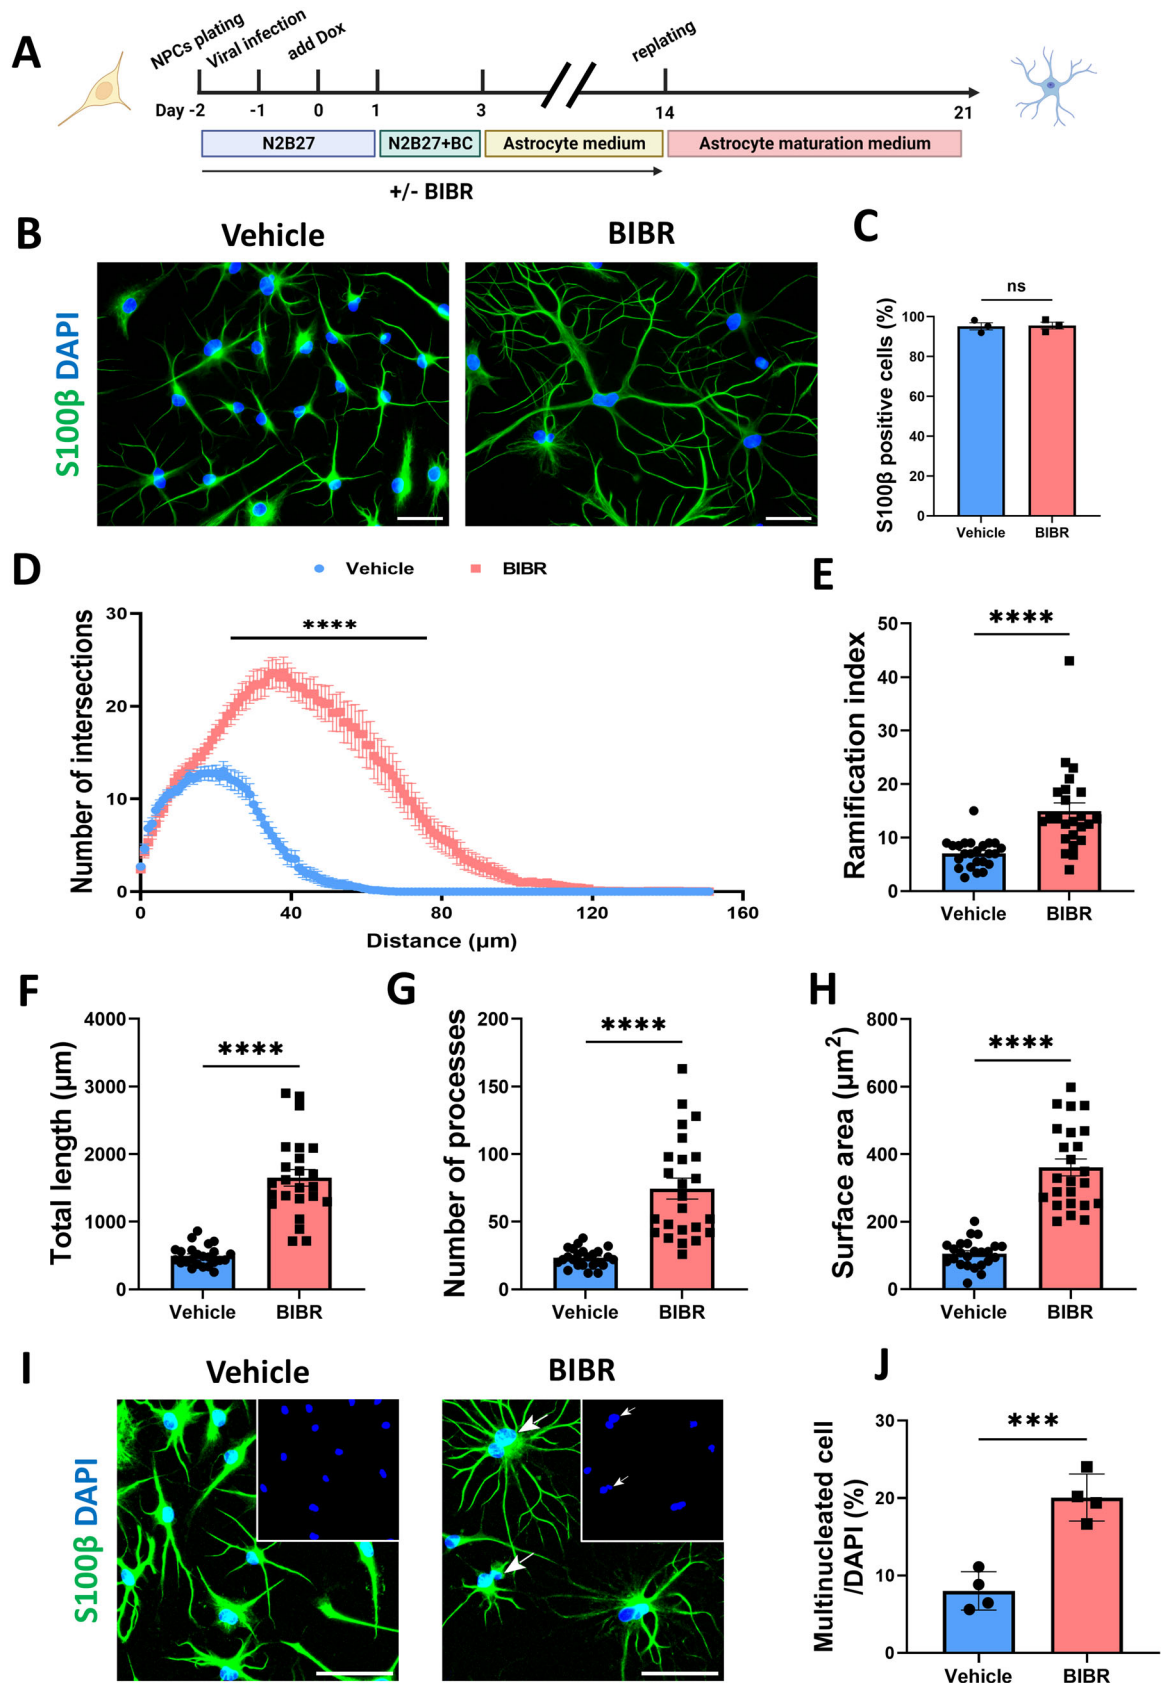 A
NPCs plating
Viral infection
add Dox
replating
Day -2 -1 0 1 3 14 21
N2B27 N2B27+BC Astrocyte medium Astrocyte maturation medium
+/- BIBR
B
Vehicle BIBR
S100β DAPI
C
ns
S100β positive cells (%)
100
80
60
40
20
0
Vehicle BIBR
D
Vehicle BIBR
****
Number of intersections
30
20
10
0
0 40 80 120 160
Distance (μm)
E
****
Ramification index
50
40
30
20
10
0
Vehicle BIBR
F
****
Total length (μm)
4000
3000
2000
1000
0
Vehicle BIBR
G
****
Number of processes
200
150
100
50
0
Vehicle BIBR
H
****
Surface area (μm²)
800
600
400
200
0
Vehicle BIBR
I
Vehicle BIBR
S100β DAPI
J
***
Multinucleated cell
/DAPI (%)
30
20
10
0
Vehicle BIBR